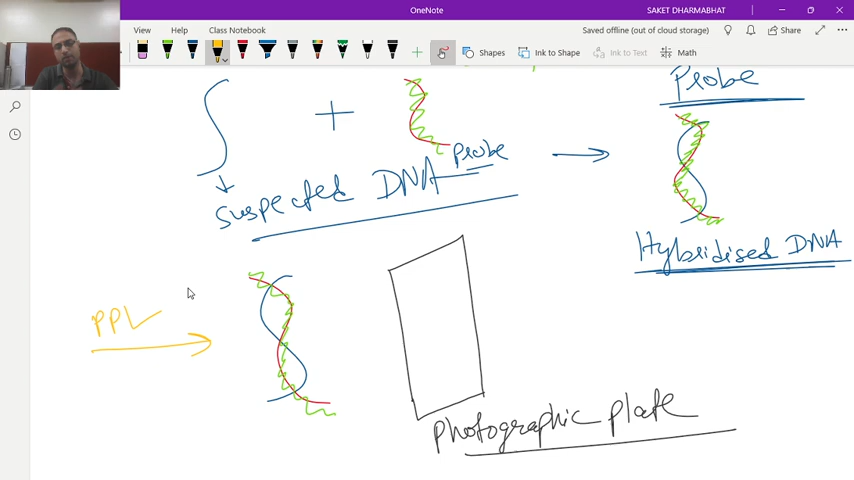 OneNote
SAKET DHARMABHAT
View Help Class Notebook
Saved offline (out of cloud storage)
Share
Shapes
Ink to Shape
Ink to Text
Math
Probe
+
probe
suspected DNA
Hybridised DNA
PPL
photographic plate